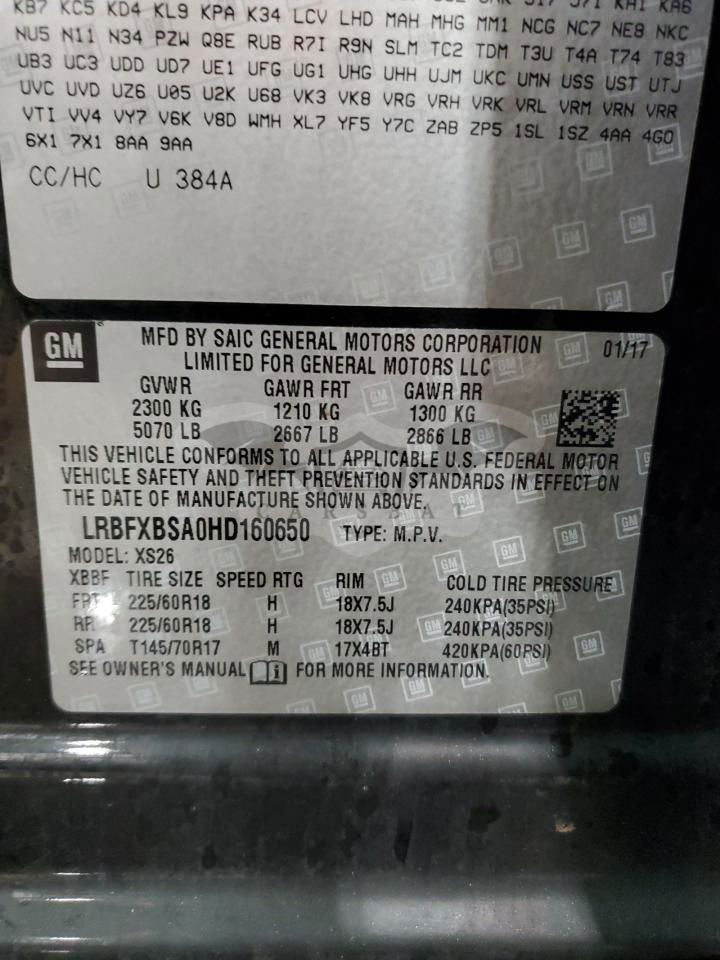 KB7 KC5 KD4 KL9 KPA K34 LCV LHD MAH MHG MM1 NCG NC7 NE8 NKC
NU5 N11 N34 PZW Q8E RUB R7I R9N SLM TC2 TDM T3U T4A T74 T83
UB3 UC3 UDD UD7 UE1 UFG UG1 UHG UHH UJM UKC UMN USS UST UTJ
UVC UVD UZ6 U05 U2K U68 VK3 VK8 VRG VRH VRK VRL VRM VRN VRR
VTI VV4 VY7 V6K V8D WMH XL7 YF5 Y7C ZAB ZP5 1SL 1SZ 4AA 4G0
6X1 7X1 8AA 9AA
CC/HC U 384A
GM
MFD BY SAIC GENERAL MOTORS CORPORATION 01/17
LIMITED FOR GENERAL MOTORS LLC
GVWR GAWR FRT GAWR RR
2300 KG 1210 KG 1300 KG
5070 LB 2667 LB 2866 LB
THIS VEHICLE CONFORMS TO ALL APPLICABLE U.S. FEDERAL MOTOR
VEHICLE SAFETY AND THEFT PREVENTION STANDARDS IN EFFECT ON
THE DATE OF MANUFACTURE SHOWN ABOVE.
LRBFXBSA0HD160650 TYPE: M.P.V.
MODEL: XS26
XBBF TIRE SIZE SPEED RTG RIM COLD TIRE PRESSURE
FRT 225/60R18 H 18X7.5J 240KPA(35PSI)
RR 225/60R18 H 18X7.5J 240KPA(35PSI)
SPA T145/70R17 M 17X4BT 420KPA(60PSI)
SEE OWNER'S MANUAL FOR MORE INFORMATION.